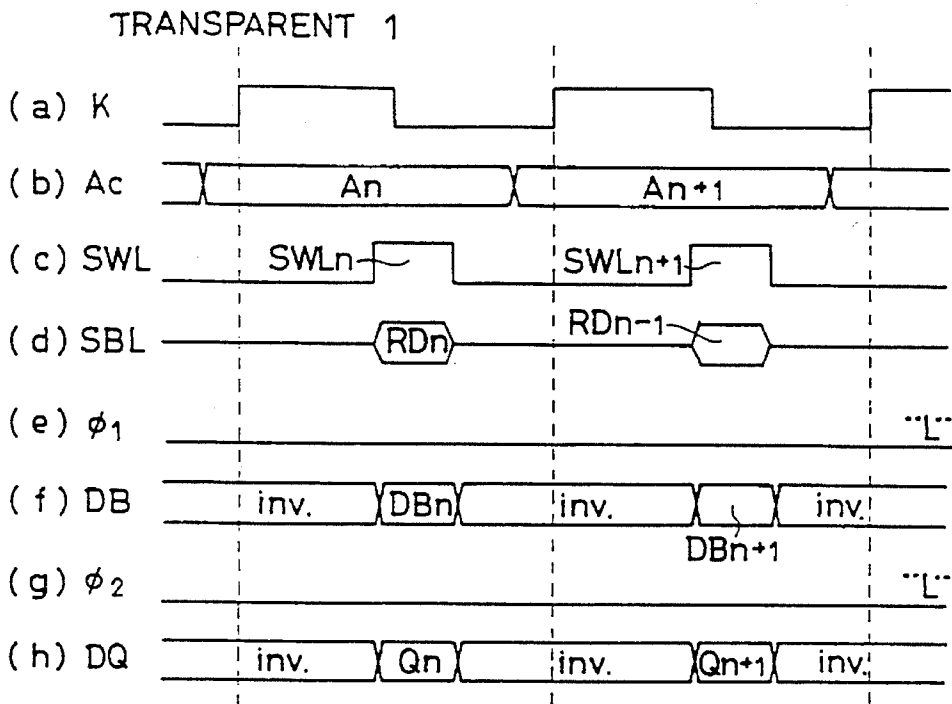 TRANSPARENT 1
(a) K
(b) Ac An An+1
(c) SWL SWLn SWLn+1
(d) SBL RDn RDn-1
(e) ϕ1 "L"
(f) DB inv. DBn inv. DBn+1 inv.
(g) ϕ2 "L"
(h) DQ inv. Qn inv. Qn+1 inv.